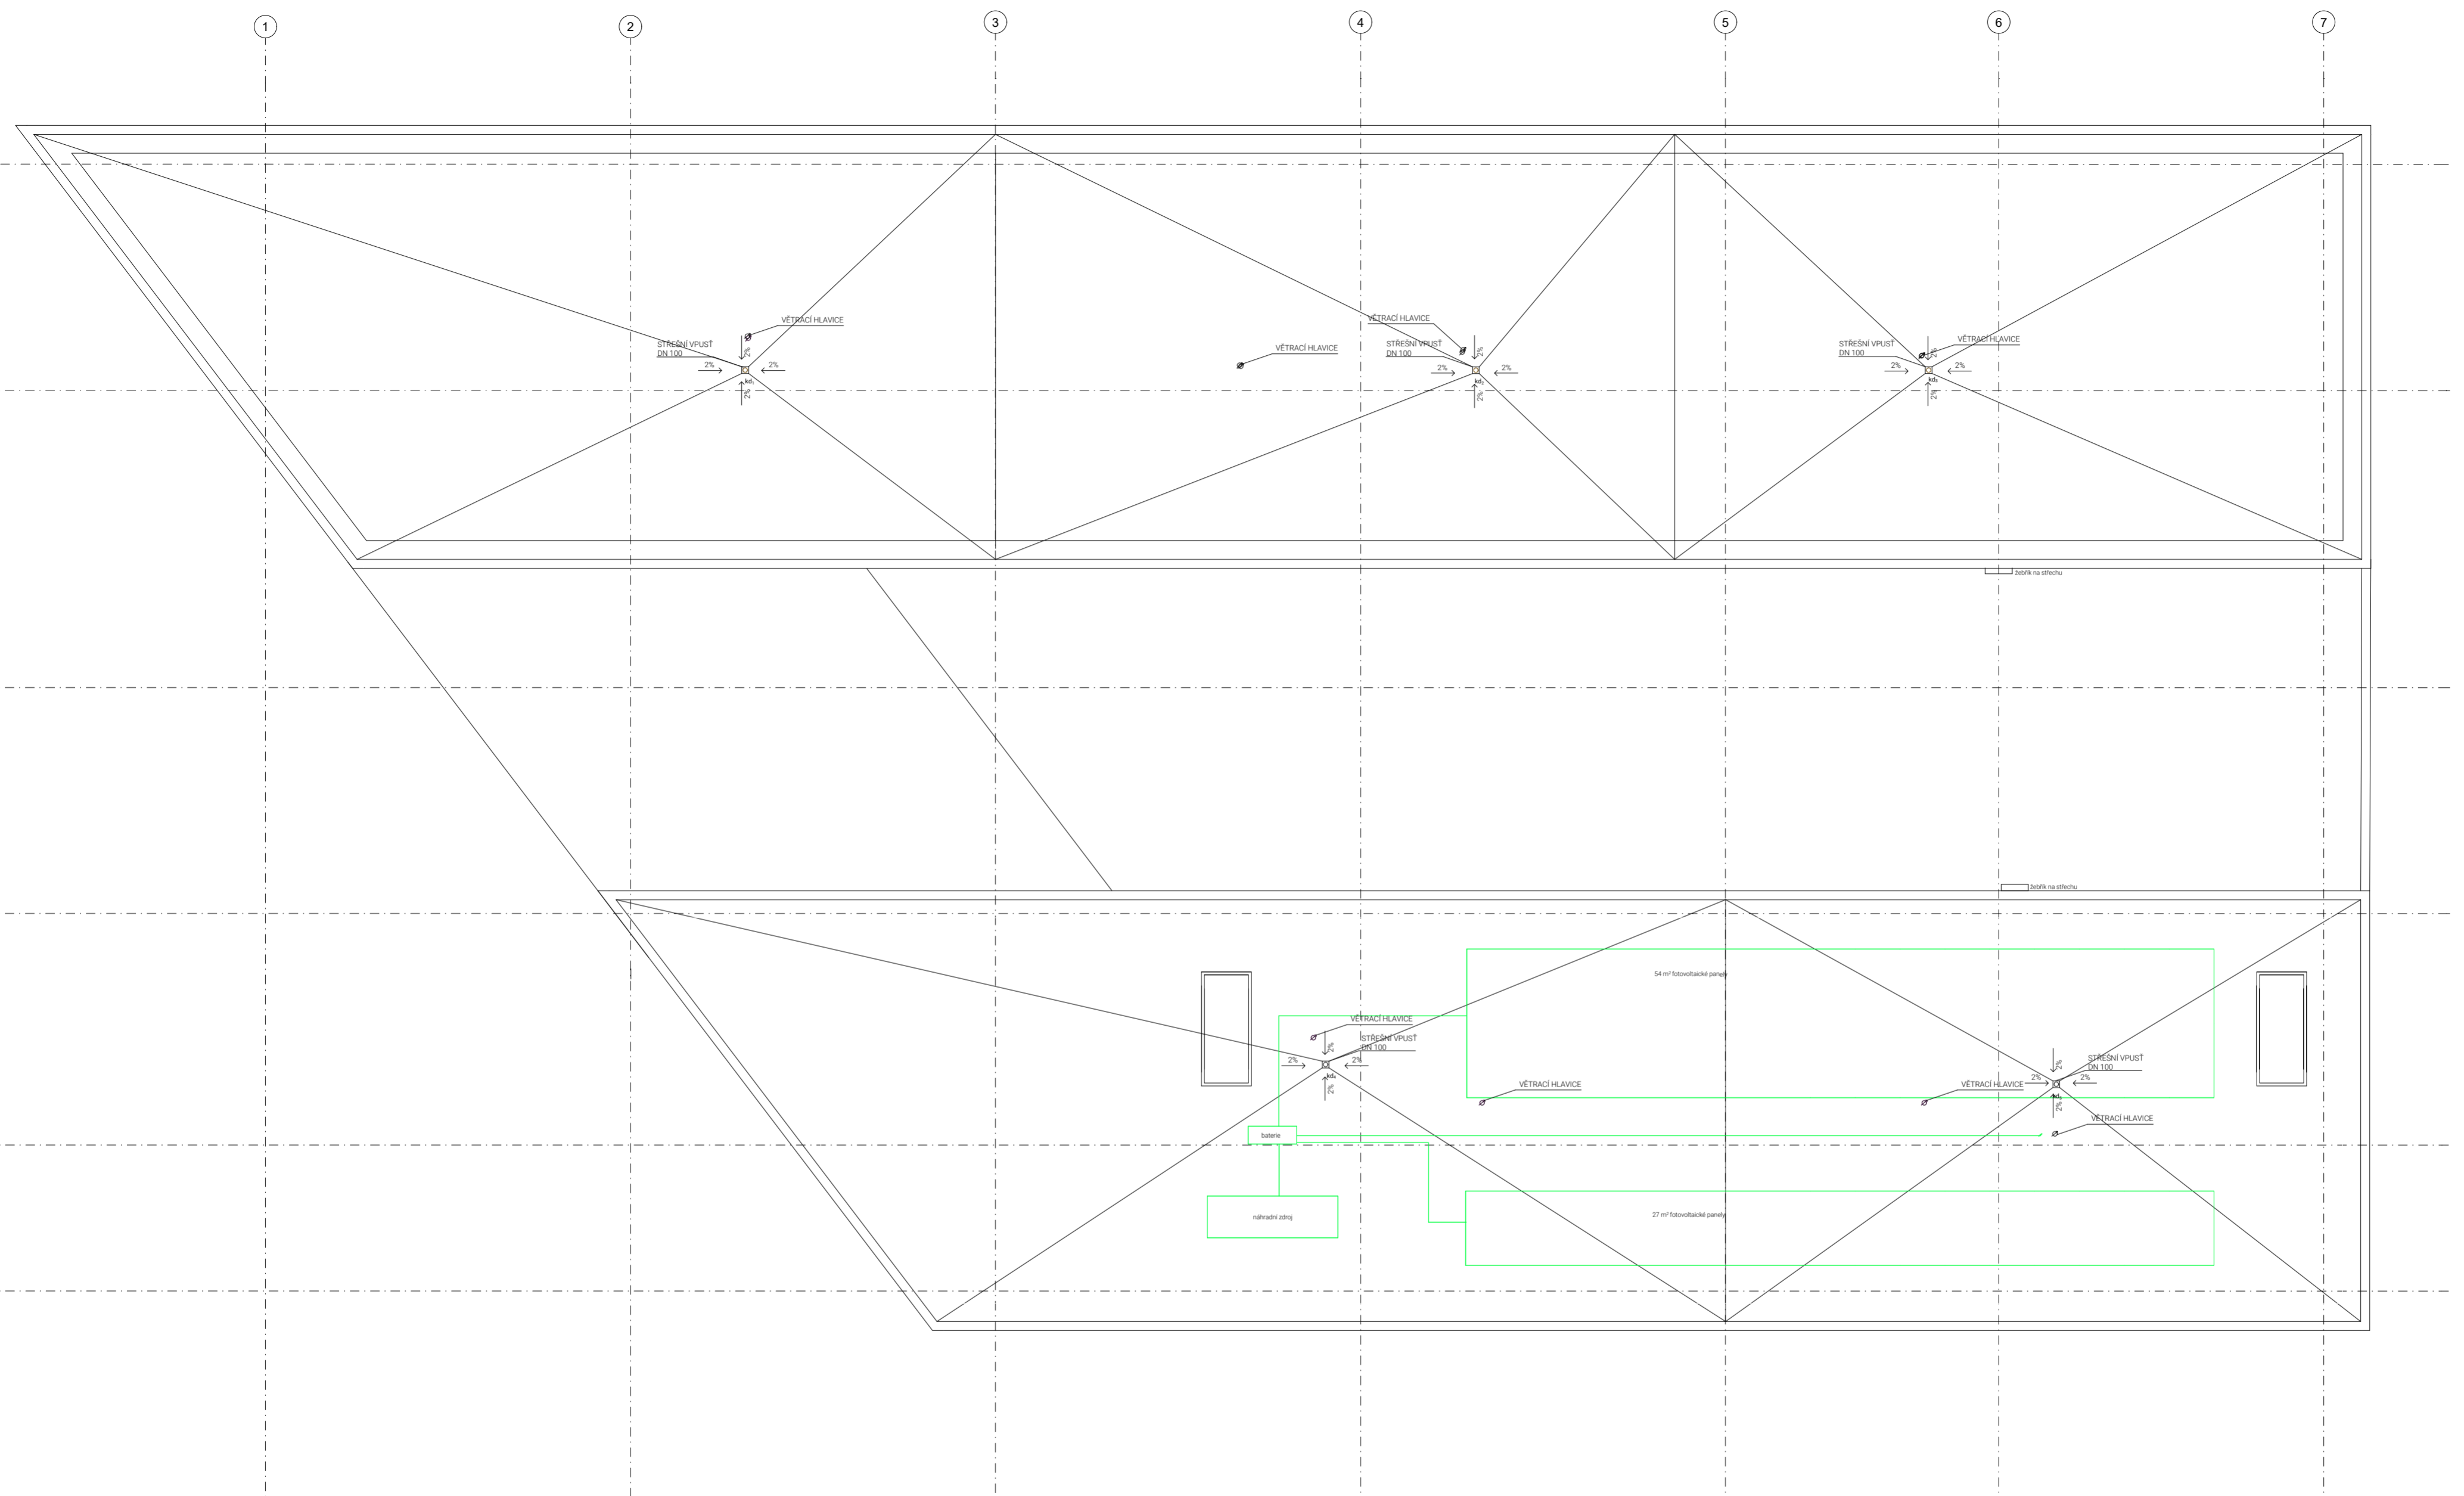 1 2 3 4 5 6 7
VĚTRACÍ HLAVICE
STŘEŠNÍ VPUSŤ
DN 100
2%
2%
2%
kd₁
2%
VĚTRACÍ HLAVICE
VĚTRACÍ HLAVICE
STŘEŠNÍ VPUSŤ
DN 100
2%
2%
2%
2%
VĚTRACÍ HLAVICE
STŘEŠNÍ VPUSŤ
DN 100
2%
2%
2%
2%
žebřík na střechu
žebřík na střechu
54 m² fotovoltaické panely
VĚTRACÍ HLAVICE
STŘEŠNÍ VPUSŤ
DN 100
2%
2%
2%
kd₄
2%
VĚTRACÍ HLAVICE
VĚTRACÍ HLAVICE
STŘEŠNÍ VPUSŤ
DN 100
2%
2%
2%
2%
VĚTRACÍ HLAVICE
baterie
náhradní zdroj
27 m² fotovoltaické panely